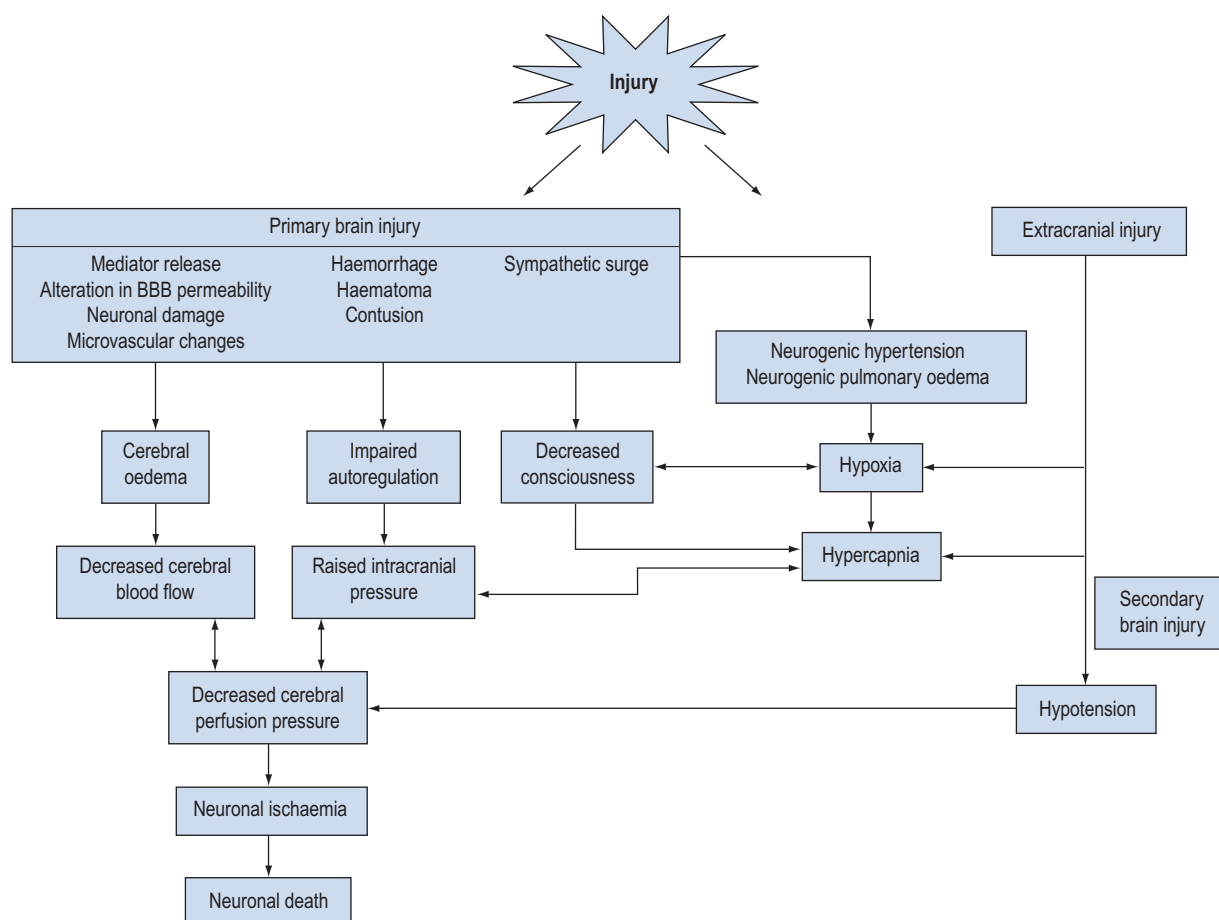 Injury
Primary brain injury
Mediator release
Alteration in BBB permeability
Neuronal damage
Microvascular changes
Haemorrhage
Haematoma
Contusion
Sympathetic surge
Extracranial injury
Neurogenic hypertension
Neurogenic pulmonary oedema
Cerebral
oedema
Impaired
autoregulation
Decreased
consciousness
Hypoxia
Decreased cerebral
blood flow
Raised intracranial
pressure
Hypercapnia
Secondary
brain injury
Decreased cerebral
perfusion pressure
Hypotension
Neuronal ischaemia
Neuronal death